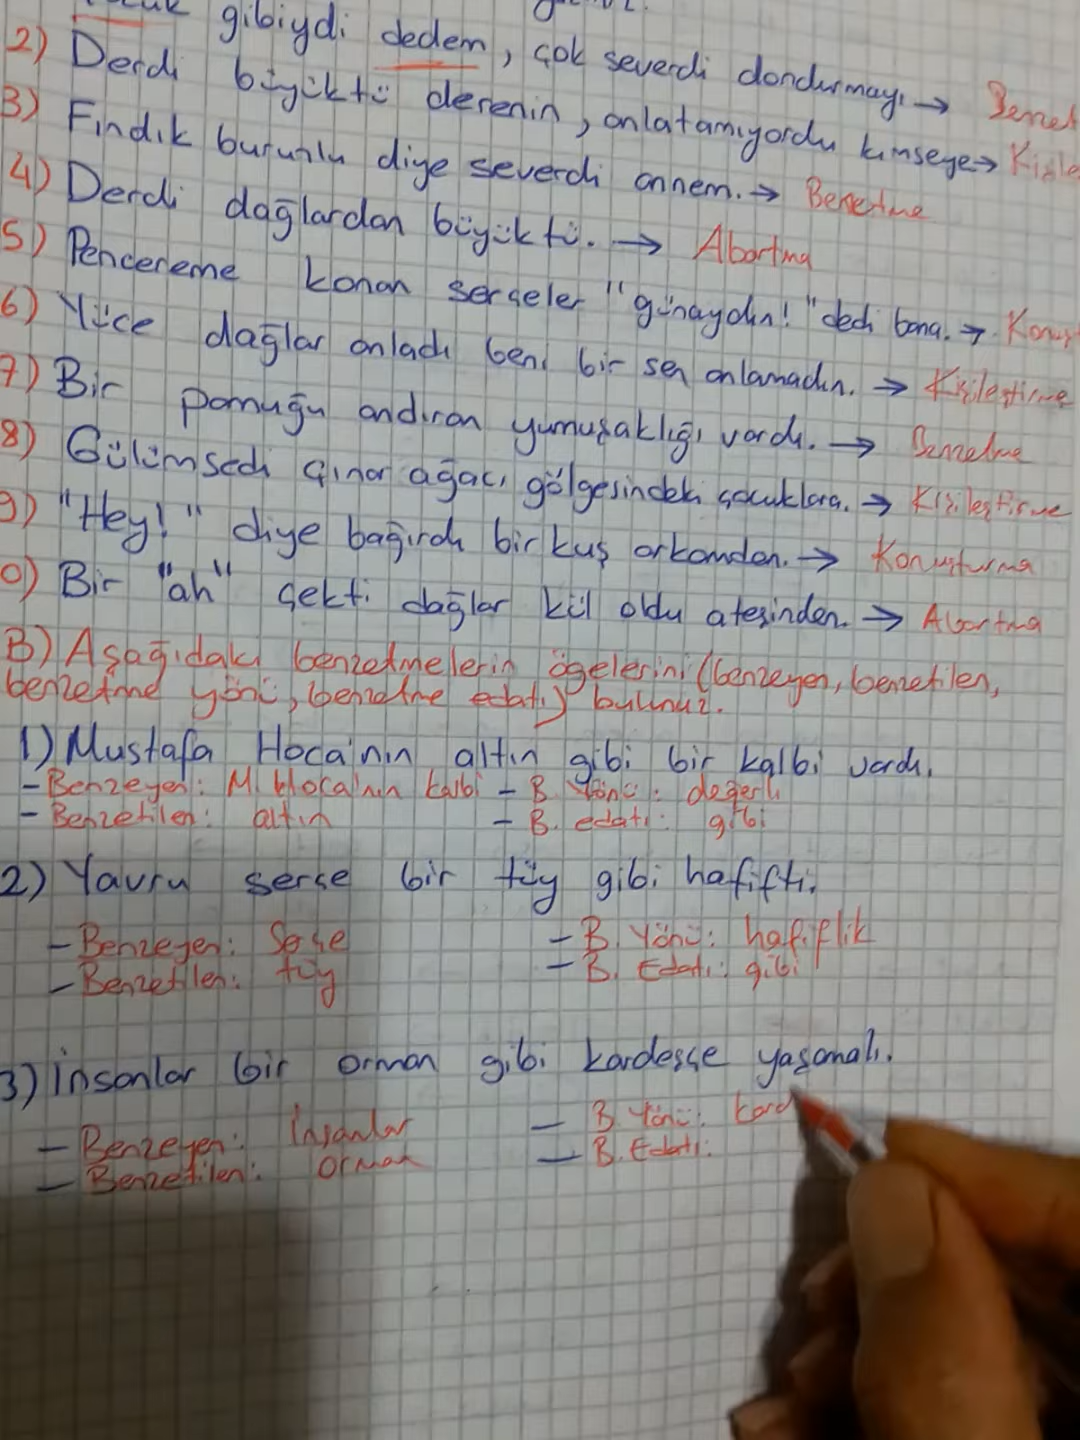 gibiydi dedem, çok severdi dondurmayı →
2) Derdi büyüktü derenin, anlatamıyordu kimseye → Kişile
3) Fındık burunlu diye severdi annem. → Benzetme
4) Derdi dağlardan büyüktü. → Abartma
5) Pencereme konan serçeler "günaydın!" dedi bana. →
6) Yüce dağlar anladı beni bir sen anlamadın. → Kişileştirme
7) Bir pamuğu andıran yumuşaklığı vardı. → Benzetme
8) Gülümsedi çınar ağacı gölgesindeki çocuklara. → Kişileştirme
9) "Hey!" diye bağırdı bir kuş arkamdan. → Konuşturma
0) Bir "ah" çekti dağlar kül oldu ateşinden. → Abartma
B) Aşağıdaki benzetmelerin ögelerini (benzeyen, benzetilen,
benzetme yönü, benzetme edatı) bulunuz.
1) Mustafa Hoca'nın altın gibi bir kalbi vardı.
- Benzeyen: M. Hoca'nın kalbi - B. Yönü: değerli
- Benzetilen: altın - B. edatı: gibi
2) Yavru serçe bir tüy gibi hafifti.
- Benzeyen: Serçe - B. Yönü: hafiflik
- Benzetilen: tüy - B. Edatı: gibi
3) İnsanlar bir orman gibi kardeşçe yaşamalı.
- Benzeyen: İnsanlar - B. Yönü: kard
- Benzetilen: orman - B. Edatı: